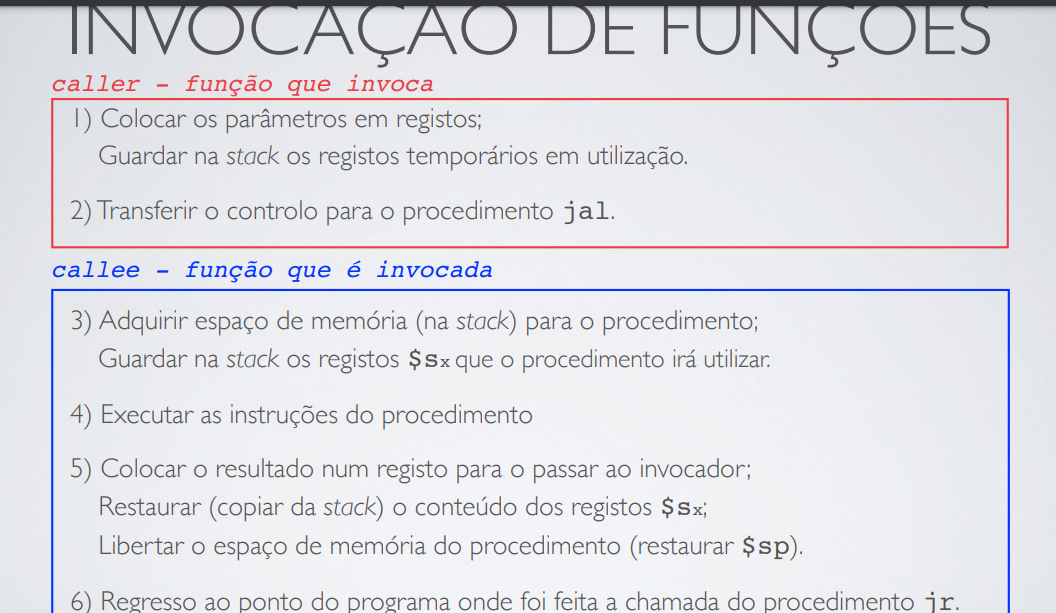 INVOCAÇÃO DE FUNÇÕES
caller - função que invoca
1) Colocar os parâmetros em registos;
Guardar na stack os registos temporários em utilização.
2) Transferir o controlo para o procedimento jal.
callee - função que é invocada
3) Adquirir espaço de memória (na stack) para o procedimento;
Guardar na stack os registos $sx que o procedimento irá utilizar.
4) Executar as instruções do procedimento
5) Colocar o resultado num registo para o passar ao invocador;
Restaurar (copiar da stack) o conteúdo dos registos $sx;
Libertar o espaço de memória do procedimento (restaurar $sp).
6) Regresso ao ponto do programa onde foi feita a chamada do procedimento jr.